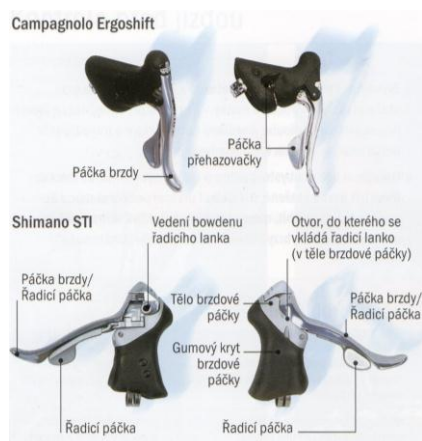 Campagnolo Ergoshift
Páčka brzdy
Páčka
přehazovačky
Shimano STI
Vedení bowdenu
řadicího lanka
Otvor, do kterého se
vkládá řadicí lanko
(v těle brzdové páčky)
Páčka brzdy/
Řadicí páčka
Tělo brzdové
páčky
Páčka brzdy/
Řadicí páčka
Gumový kryt
brzdové
páčky
Řadicí páčka
Řadicí páčka